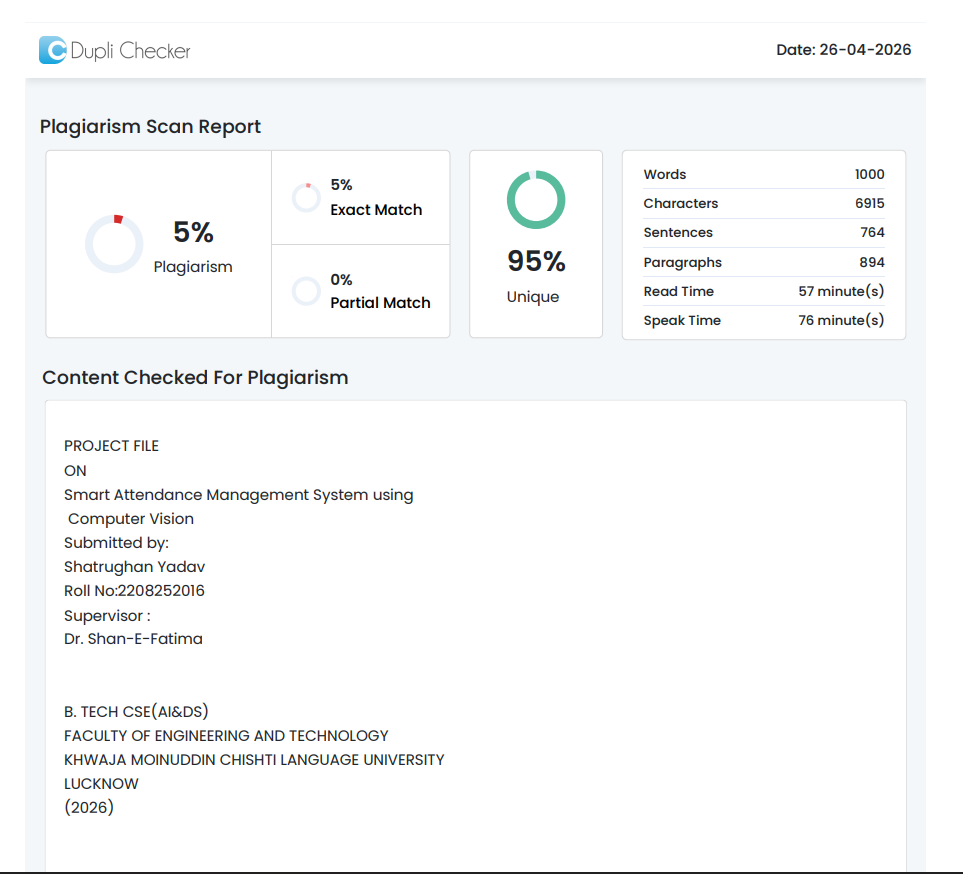 Dupli Checker
Date: 26-04-2026
Plagiarism Scan Report
5%
Plagiarism
5%
Exact Match
0%
Partial Match
95%
Unique
Words 1000
Characters 6915
Sentences 764
Paragraphs 894
Read Time 57 minute(s)
Speak Time 76 minute(s)
Content Checked For Plagiarism
PROJECT FILE
ON
Smart Attendance Management System using
Computer Vision
Submitted by:
Shatrughan Yadav
Roll No:2208252016
Supervisor :
Dr. Shan-E-Fatima
B. TECH CSE(AI&DS)
FACULTY OF ENGINEERING AND TECHNOLOGY
KHWAJA MOINUDDIN CHISHTI LANGUAGE UNIVERSITY
LUCKNOW
(2026)